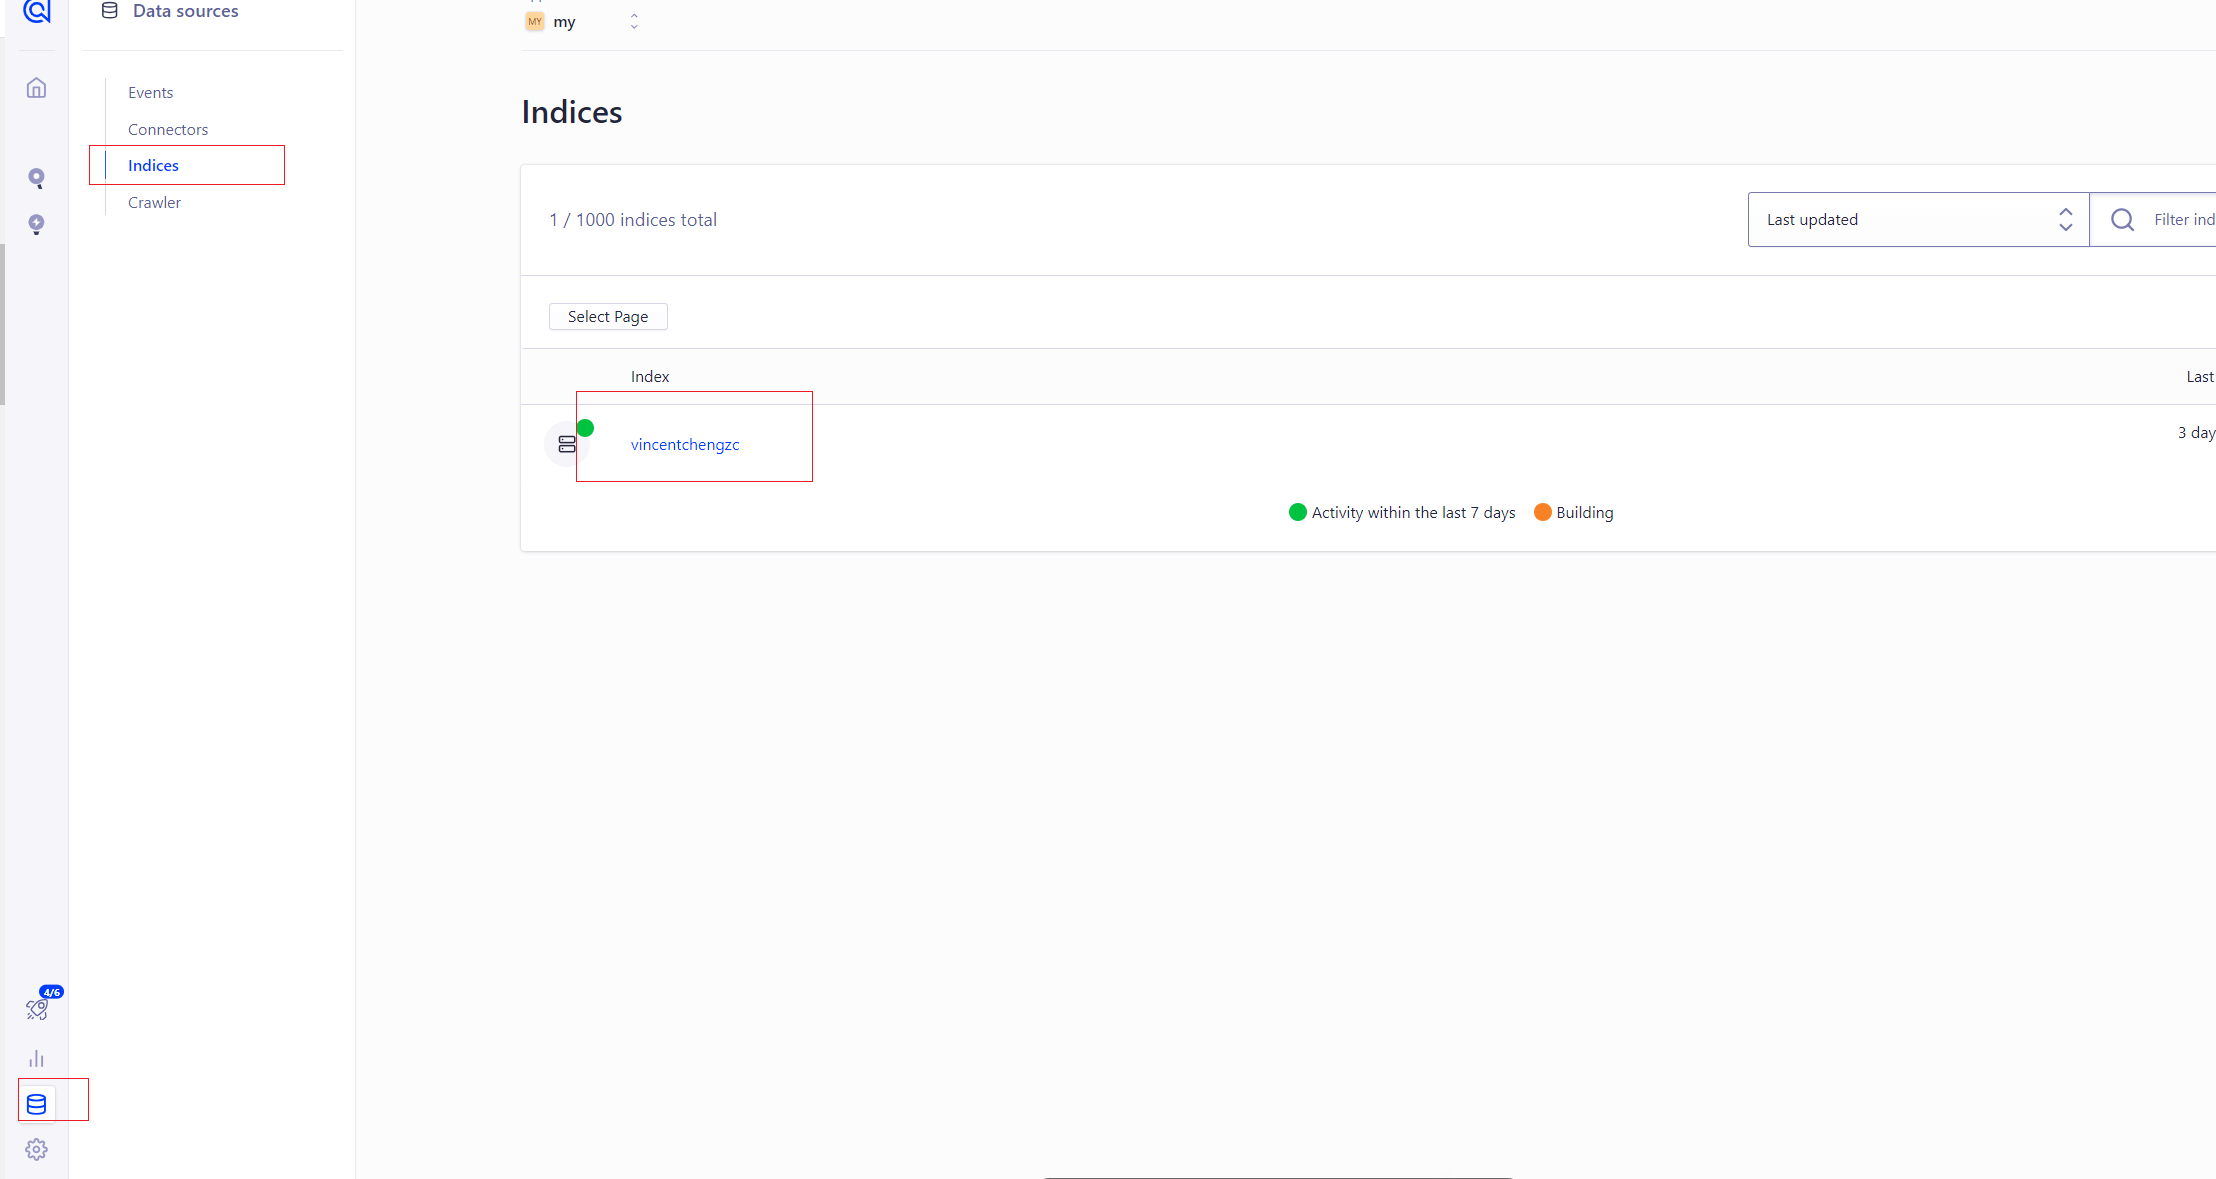 Data sources
MY my
Events
Connectors
Indices
Crawler
Indices
1 / 1000 indices total
Last updated
Filter ind
Select Page
Index
Last
vincentchengzc
3 day
Activity within the last 7 days
Building
4/6